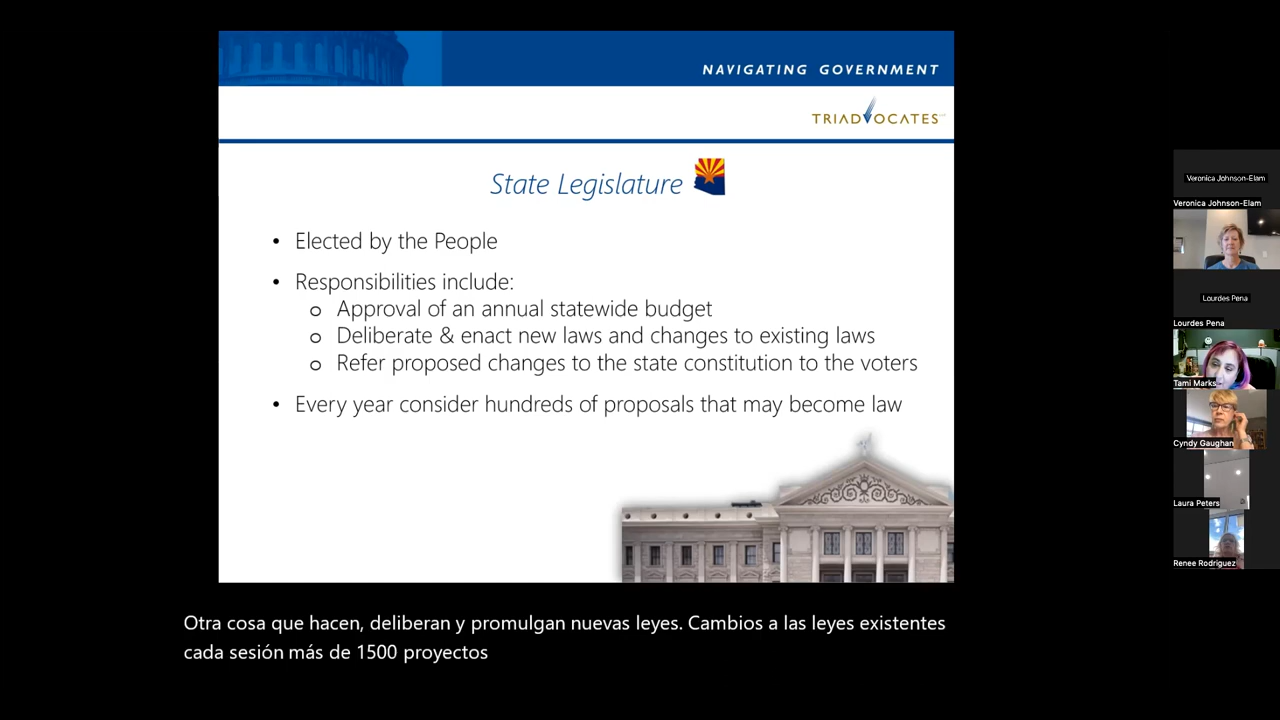 NAVIGATING GOVERNMENT
TRIADVOCATES
State Legislature
• Elected by the People
• Responsibilities include:
o Approval of an annual statewide budget
o Deliberate & enact new laws and changes to existing laws
o Refer proposed changes to the state constitution to the voters
• Every year consider hundreds of proposals that may become law
Otra cosa que hacen, deliberan y promulgan nuevas leyes. Cambios a las leyes existentes
cada sesión más de 1500 proyectos
Veronica Johnson-Elam
Veronica Johnson-Elam
Lourdes Pena
Lourdes Pena
Tami Marks
Cyndy Gaughan
Laura Peters
Renee Rodriguez